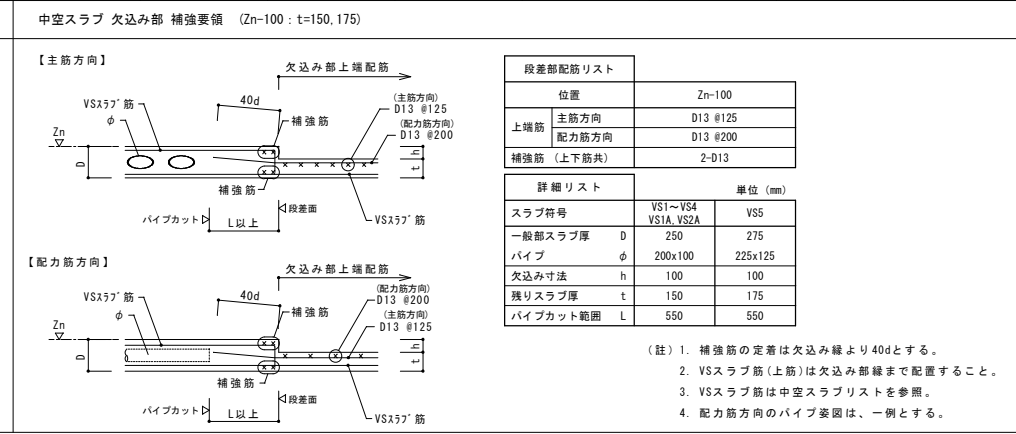 中空スラブ 欠込み部 補強要領 (Zn-100：t=150,175)
【主筋方向】
欠込み部上端配筋
40d
VSｽﾗﾌﾞ筋
φ
補強筋
(主筋方向)
D13 @125
(配力筋方向)
D13 @200
Zn
D
h
t
補強筋
段差面
パイプカット
L以上
VSｽﾗﾌﾞ筋
【配力筋方向】
欠込み部上端配筋
40d
VSｽﾗﾌﾞ筋
φ
補強筋
(配力筋方向)
D13 @200
(主筋方向)
D13 @125
Zn
D
h
t
補強筋
段差面
パイプカット
L以上
VSｽﾗﾌﾞ筋
段差部配筋リスト
位置 Zn-100
上端筋 主筋方向 D13 @125
配力筋方向 D13 @200
補強筋 (上下筋共) 2-D13
詳細リスト 単位 (mm)
スラブ符号 VS1～VS4 VS1A,VS2A VS5
一般部スラブ厚 D 250 275
パイプ φ 200x100 225x125
欠込み寸法 h 100 100
残りスラブ厚 t 150 175
パイプカット範囲 L 550 550
(註) 1. 補強筋の定着は欠込み縁より40dとする。
2. VSスラブ筋(上筋)は欠込み部縁まで配置すること。
3. VSスラブ筋は中空スラブリストを参照。
4. 配力筋方向のパイプ姿図は、一例とする。